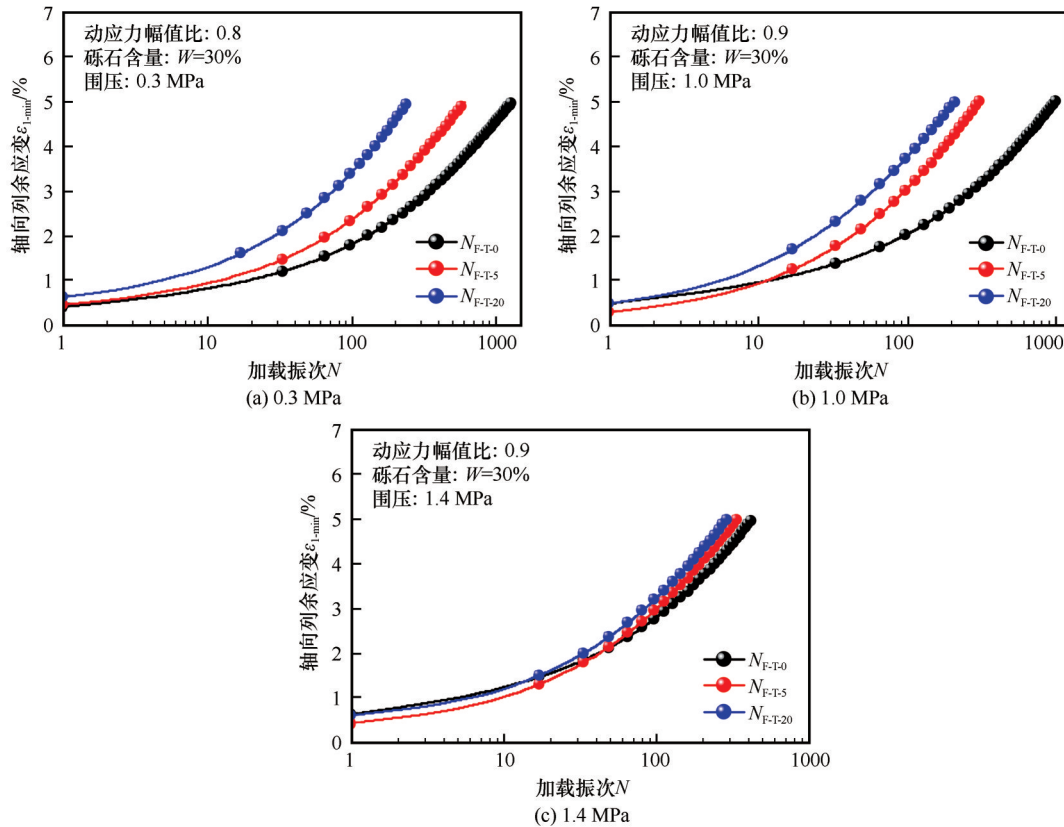 7
6
5
4
3
2
1
0
轴向列余应变ε1-min/%
动应力幅值比: 0.8
砾石含量: W=30%
围压: 0.3 MPa
NF-T-0
NF-T-5
NF-T-20
1 10 100 1000
加载振次N
(a) 0.3 MPa
7
6
5
4
3
2
1
0
轴向列余应变ε1-min/%
动应力幅值比: 0.9
砾石含量: W=30%
围压: 1.0 MPa
NF-T-0
NF-T-5
NF-T-20
1 10 100 1000
加载振次N
(b) 1.0 MPa
7
6
5
4
3
2
1
0
轴向列余应变ε1-min/%
动应力幅值比: 0.9
砾石含量: W=30%
围压: 1.4 MPa
NF-T-0
NF-T-5
NF-T-20
1 10 100 1000
加载振次N
(c) 1.4 MPa